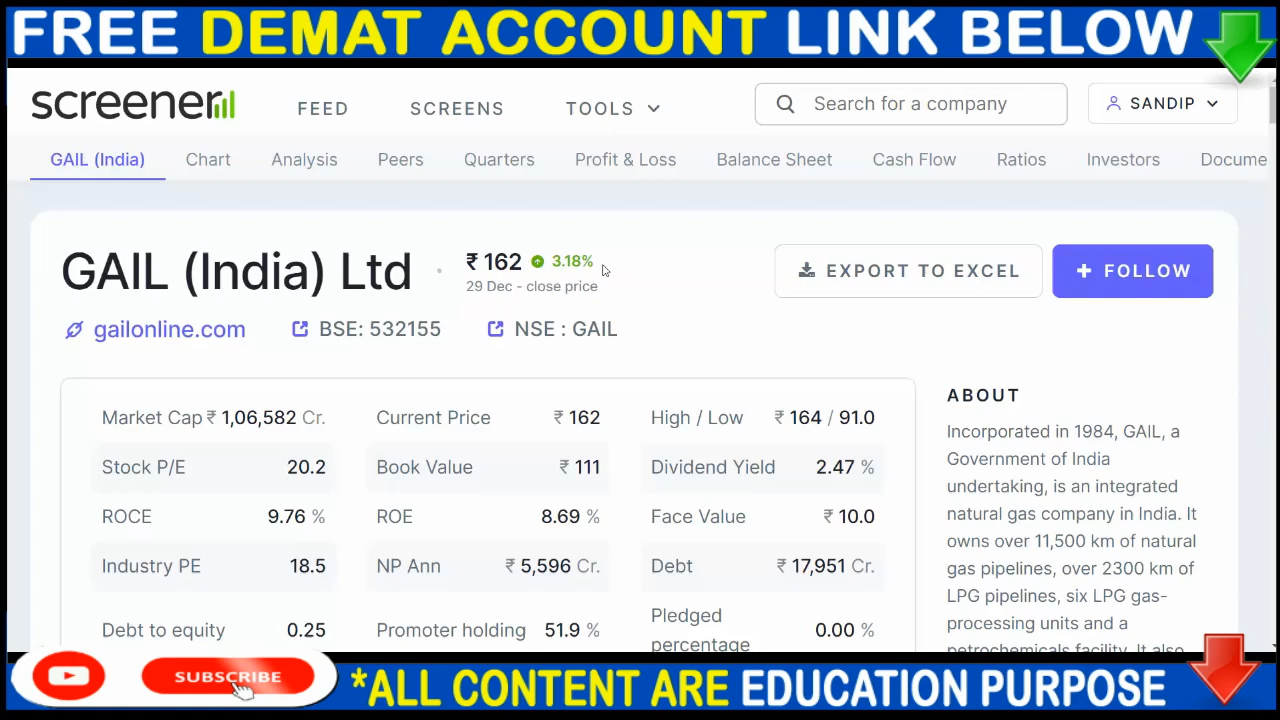 FREE DEMAT ACCOUNT LINK BELOW
screener
FEED SCREENS TOOLS
Search for a company
SANDIP
GAIL (India) Chart Analysis Peers Quarters Profit & Loss Balance Sheet Cash Flow Ratios Investors Docume
GAIL (India) Ltd
₹ 162 3.18%
29 Dec - close price
EXPORT TO EXCEL
+ FOLLOW
gailonline.com BSE: 532155 NSE : GAIL
Market Cap ₹ 1,06,582 Cr. Current Price ₹ 162 High / Low ₹ 164 / 91.0
Stock P/E 20.2 Book Value ₹ 111 Dividend Yield 2.47 %
ROCE 9.76 % ROE 8.69 % Face Value ₹ 10.0
Industry PE 18.5 NP Ann ₹ 5,596 Cr. Debt ₹ 17,951 Cr.
Debt to equity 0.25 Promoter holding 51.9 % Pledged percentage 0.00 %
ABOUT
Incorporated in 1984, GAIL, a
Government of India
undertaking, is an integrated
natural gas company in India. It
owns over 11,500 km of natural
gas pipelines, over 2300 km of
LPG pipelines, six LPG gas-
processing units and a
petrochemicals facility. It also
SUBSCRIBE
*ALL CONTENT ARE EDUCATION PURPOSE